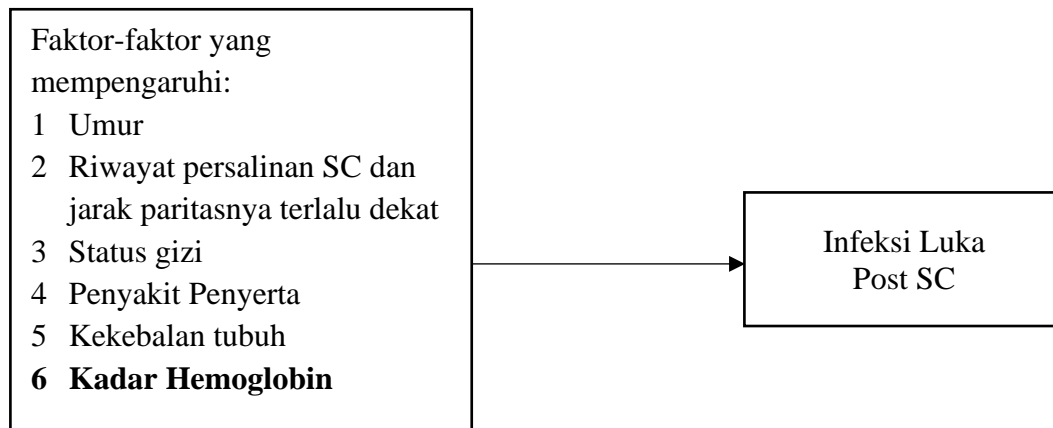 Faktor-faktor yang
mempengaruhi:
1 Umur
2 Riwayat persalinan SC dan
jarak paritasnya terlalu dekat
3 Status gizi
4 Penyakit Penyerta
5 Kekebalan tubuh
6 Kadar Hemoglobin
Infeksi Luka
Post SC